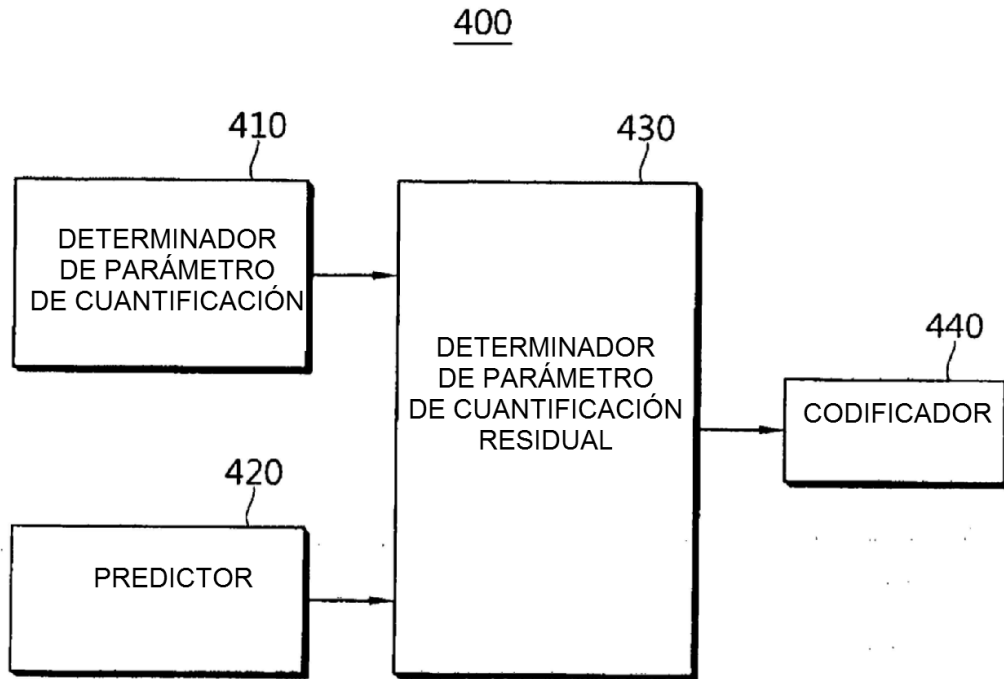 400
410
DETERMINADOR
DE PARÁMETRO
DE CUANTIFICACIÓN
430
DETERMINADOR
DE PARÁMETRO
DE CUANTIFICACIÓN
RESIDUAL
440
CODIFICADOR
420
PREDICTOR